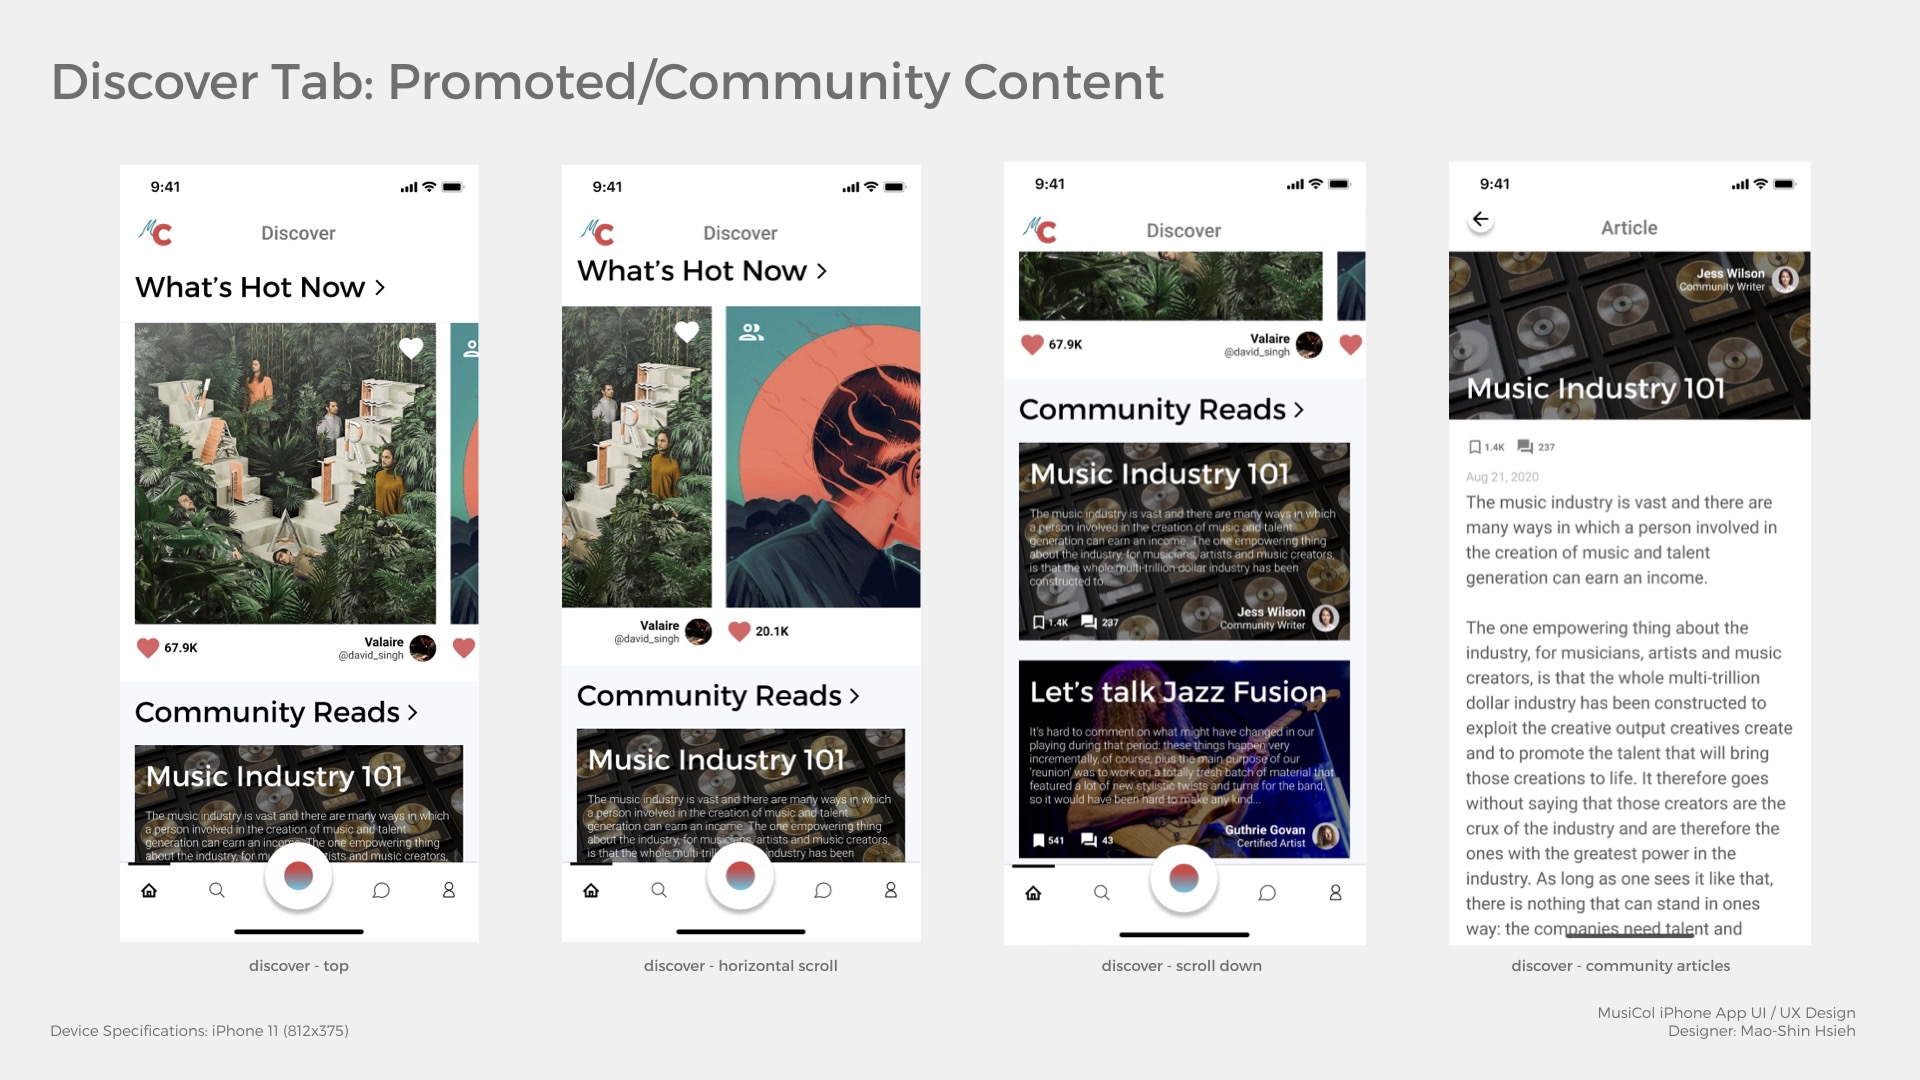 Discover Tab: Promoted/Community Content
9:41
MC
Discover
What's Hot Now >
67.9K
Valaire
@david_singh
Community Reads >
Music Industry 101
The music industry is vast and there are many ways in which
a person involved in the creation of music and talent
generation can earn an income. The one empowering thing
about the industry, for mu
ists and music creators,
discover - top
9:41
MC
Discover
What's Hot Now >
Valaire
@david_singh
20.1K
Community Reads >
Music Industry 101
The music industry is vast and there are many ways in which
a person involved in the creation of music and talent
generation can earn an income. The one empowering thing
about the industry, for musicians, artists and music creators,
is that the whole multi-trill
industry has been
discover - horizontal scroll
9:41
MC
Discover
67.9K
Valaire
@david_singh
Community Reads >
Music Industry 101
The music industry is vast and there are many ways in which
a person involved in the creation of music and talent
generation can earn an income. The one empowering thing
about the industry, for musicians, artists and music creators,
is that the whole multi-trillion dollar industry has been
constructed to...
1.4K
237
Jess Wilson
Community Writer
Let's talk Jazz Fusion
It's hard to comment on what might have changed in our
playing during that period: these things happen very
incrementally, of course, plus the main purpose of our
'reunion' was to work on a totally fresh batch of material that
featured a lot of new stylistic twists and turns for the band,
so it would have been hard to make any kind...
541
43
Guthrie Govan
Certified Artist
discover - scroll down
9:41
Article
Jess Wilson
Community Writer
Music Industry 101
1.4K
237
Aug 21, 2020
The music industry is vast and there are
many ways in which a person involved in
the creation of music and talent
generation can earn an income.
The one empowering thing about the
industry, for musicians, artists and music
creators, is that the whole multi-trillion
dollar industry has been constructed to
exploit the creative output creatives create
and to promote the talent that will bring
those creations to life. It therefore goes
without saying that those creators are the
crux of the industry and are therefore the
ones with the greatest power in the
industry. As long as one sees it like that,
there is nothing that can stand in ones
way: the companies need talent and
discover - community articles
Device Specifications: iPhone 11 (812x375)
MusiCol iPhone App UI / UX Design
Designer: Mao-Shin Hsieh